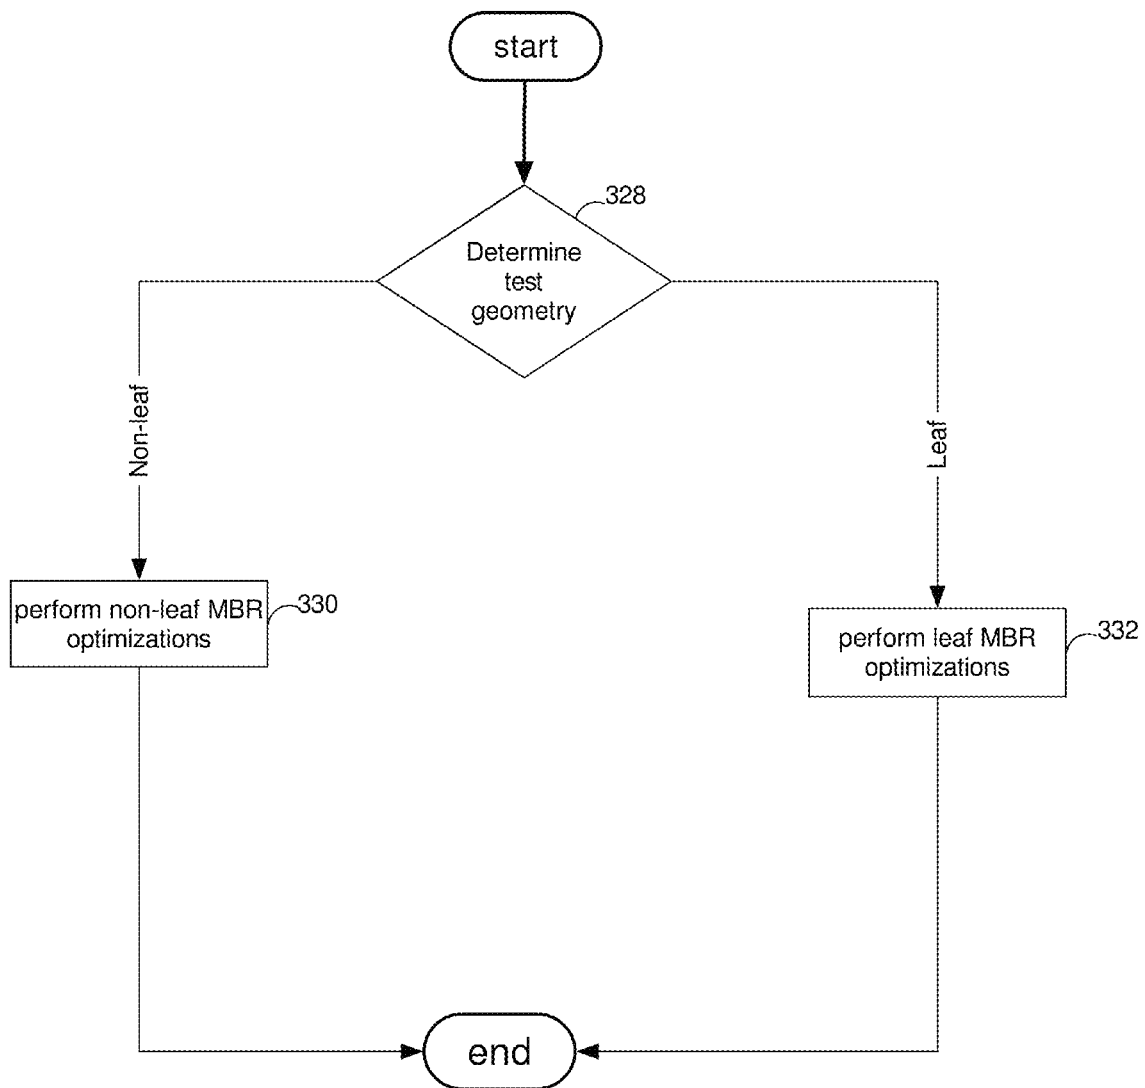 start
328
Determine
test
geometry
Non-leaf
Leaf
perform non-leaf MBR
optimizations
330
perform leaf MBR
optimizations
332
end